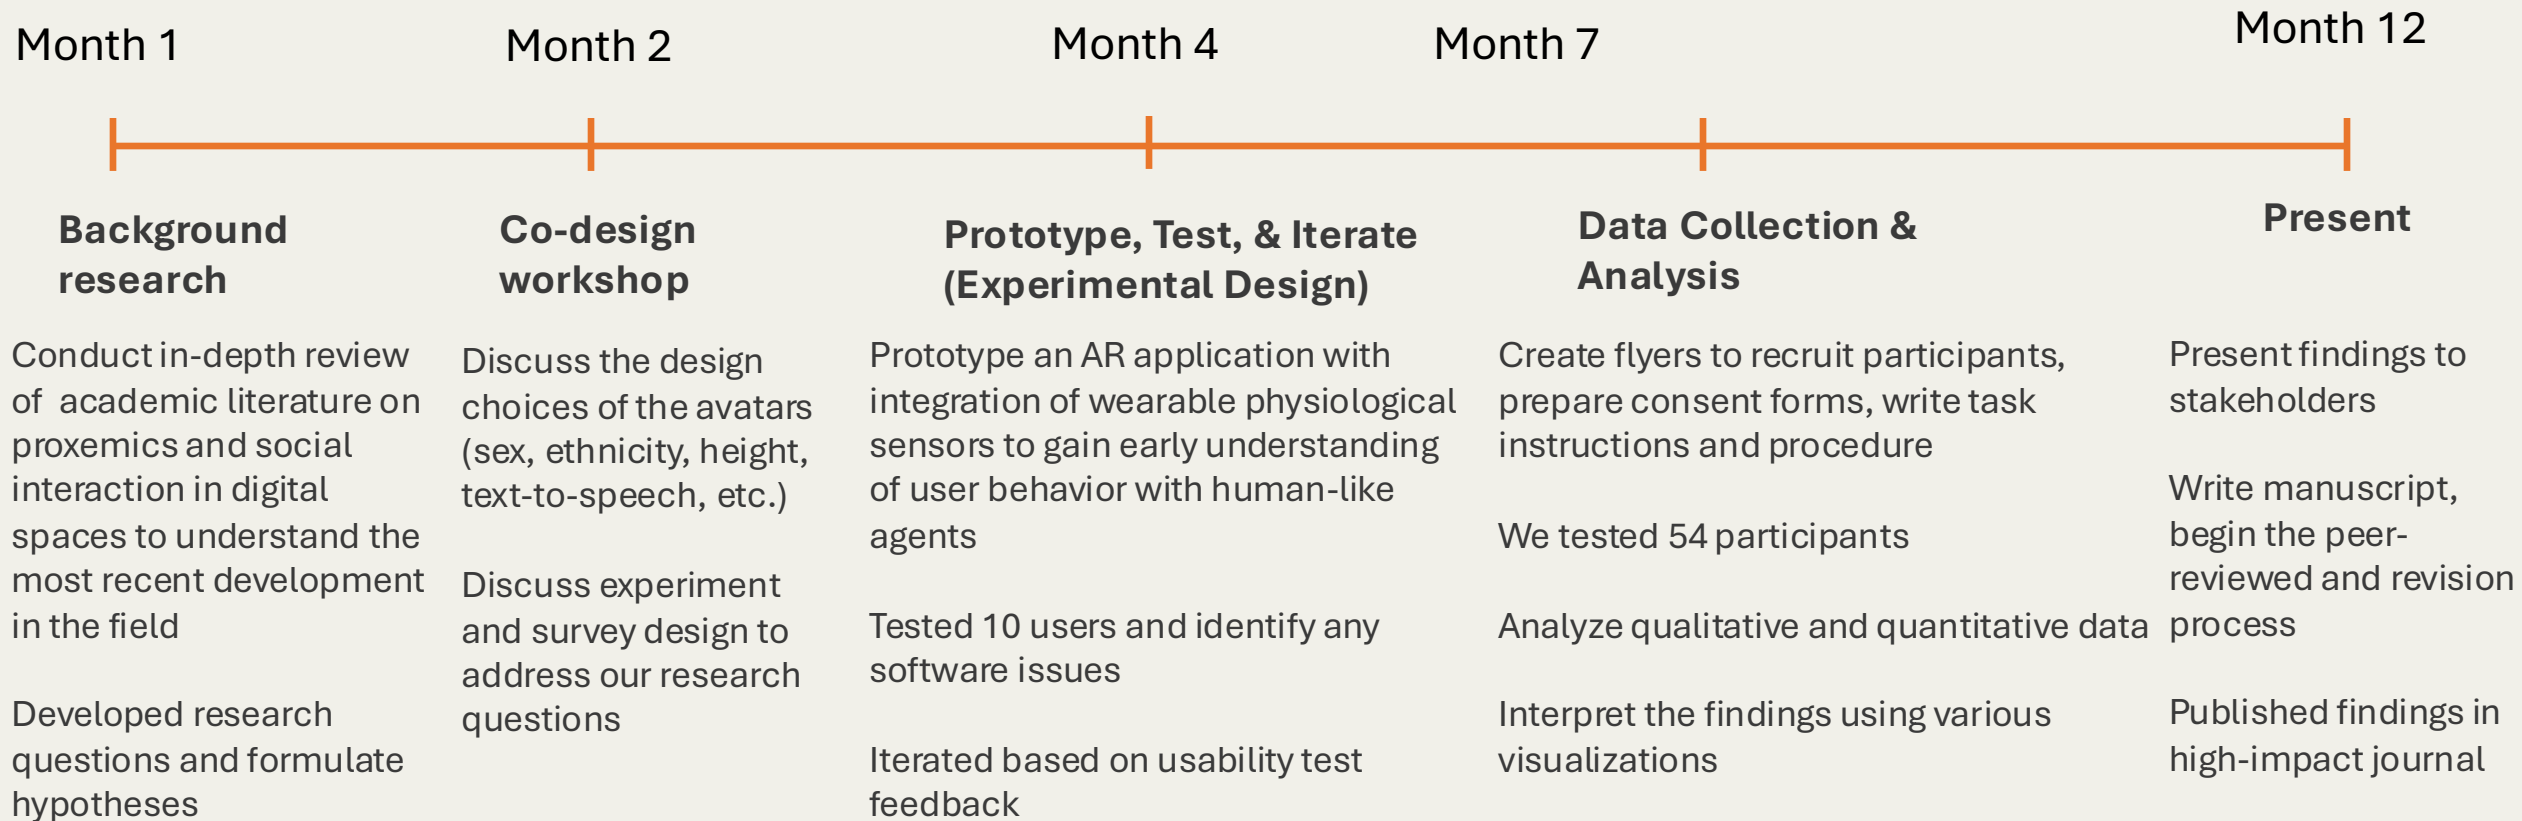 Month 1
Month 2
Month 4
Month 7
Month 12
Background
research
Conduct in-depth review
of academic literature on
proxemics and social
interaction in digital
spaces to understand the
most recent development
in the field
Developed research
questions and formulate
hypotheses
Co-design
workshop
Discuss the design
choices of the avatars
(sex, ethnicity, height,
text-to-speech, etc.)
Discuss experiment
and survey design to
address our research
questions
Prototype, Test, & Iterate
(Experimental Design)
Prototype an AR application with
integration of wearable physiological
sensors to gain early understanding
of user behavior with human-like
agents
Tested 10 users and identify any
software issues
Iterated based on usability test
feedback
Data Collection &
Analysis
Create flyers to recruit participants,
prepare consent forms, write task
instructions and procedure
We tested 54 participants
Analyze qualitative and quantitative data
Interpret the findings using various
visualizations
Present
Present findings to
stakeholders
Write manuscript,
begin the peer-
reviewed and revision
process
Published findings in
high-impact journal